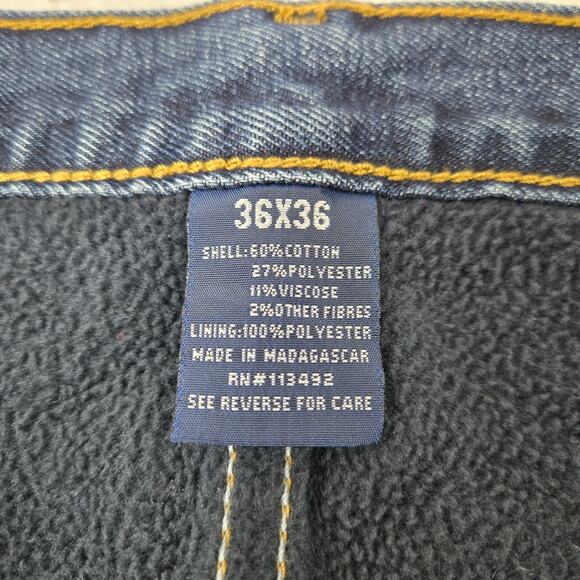 36X36
SHELL:60%COTTON
27%POLYESTER
11%VISCOSE
2%OTHER FIBRES
LINING:100%POLYESTER
MADE IN MADAGASCAR
RN#113492
SEE REVERSE FOR CARE